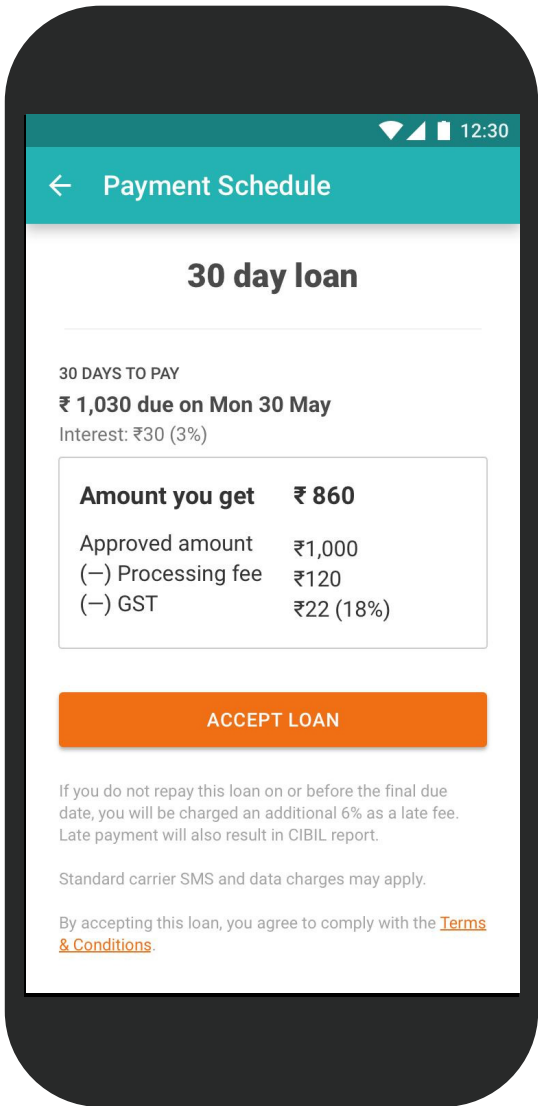 12:30
Payment Schedule
30 day loan
30 DAYS TO PAY
₹ 1,030 due on Mon 30 May
Interest: ₹30 (3%)
Amount you get ₹ 860
Approved amount ₹1,000
(—) Processing fee ₹120
(—) GST ₹22 (18%)
ACCEPT LOAN
If you do not repay this loan on or before the final due
date, you will be charged an additional 6% as a late fee.
Late payment will also result in CIBIL report.
Standard carrier SMS and data charges may apply.
By accepting this loan, you agree to comply with the Terms
& Conditions.